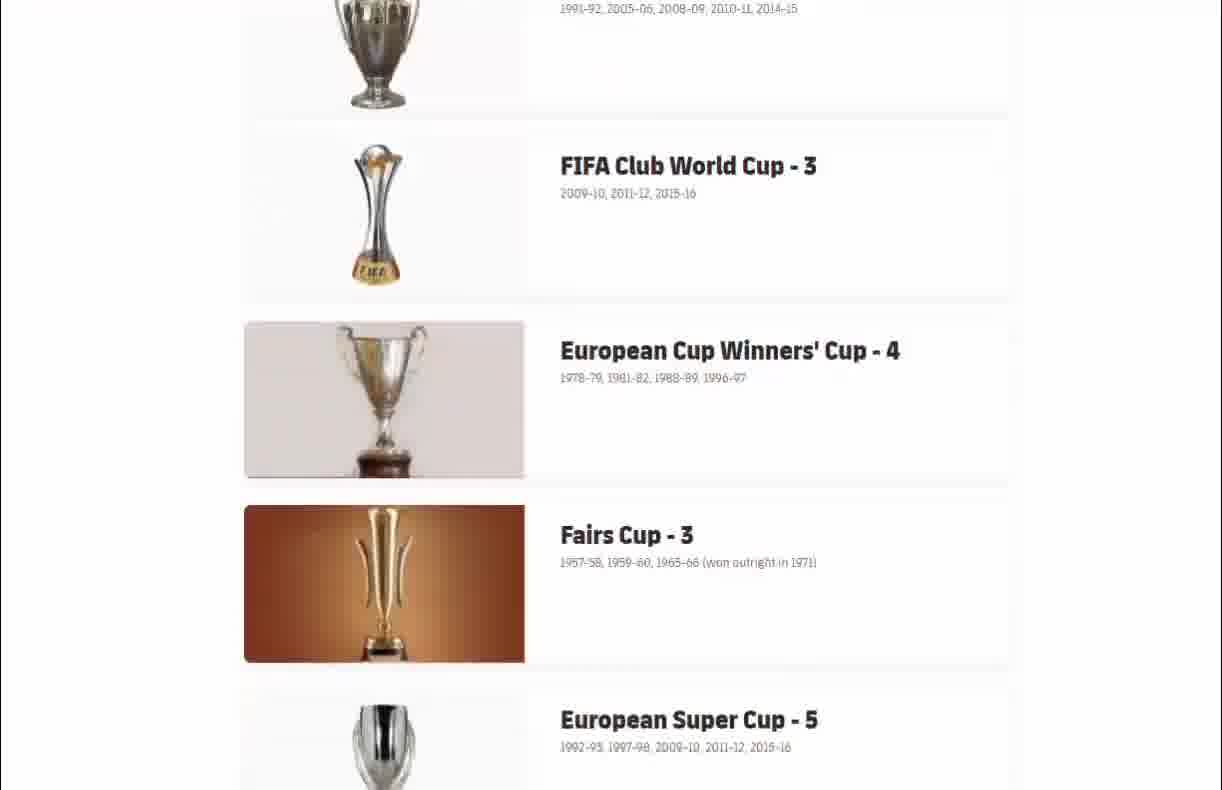 1991-92, 2005-06, 2008-09, 2010-11, 2014-15
FIFA Club World Cup - 3
2009-10, 2011-12, 2015-16
FIFA
European Cup Winners' Cup - 4
1978-79, 1981-82, 1988-89, 1996-97
Fairs Cup - 3
1957-58, 1959-60, 1965-66 (won outright in 1971)
European Super Cup - 5
1992-93, 1997-98, 2009-10, 2011-12, 2015-16